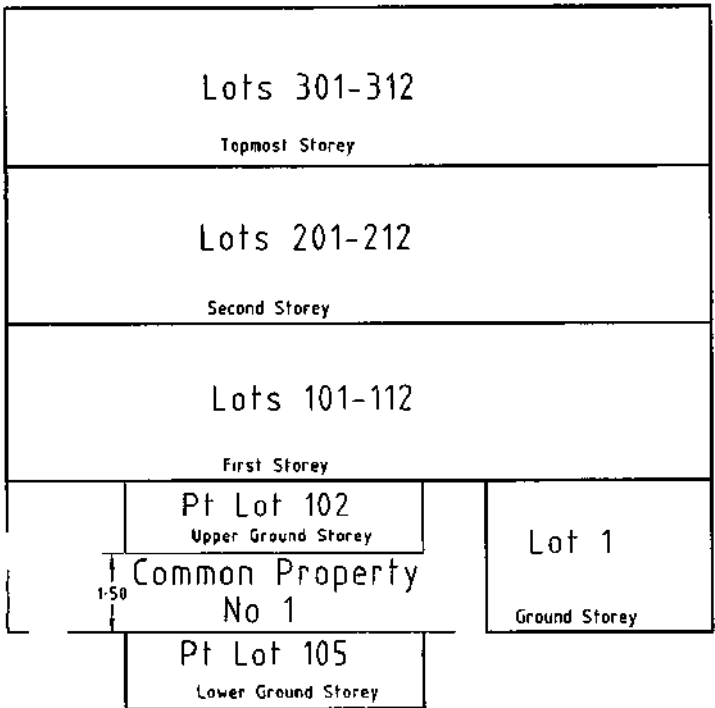 Lots 301-312
Topmost Storey
Lots 201-212
Second Storey
Lots 101-112
First Storey
Pt Lot 102
Upper Ground Storey
1·50
Common Property
No 1
Lot 1
Ground Storey
Pt Lot 105
Lower Ground Storey